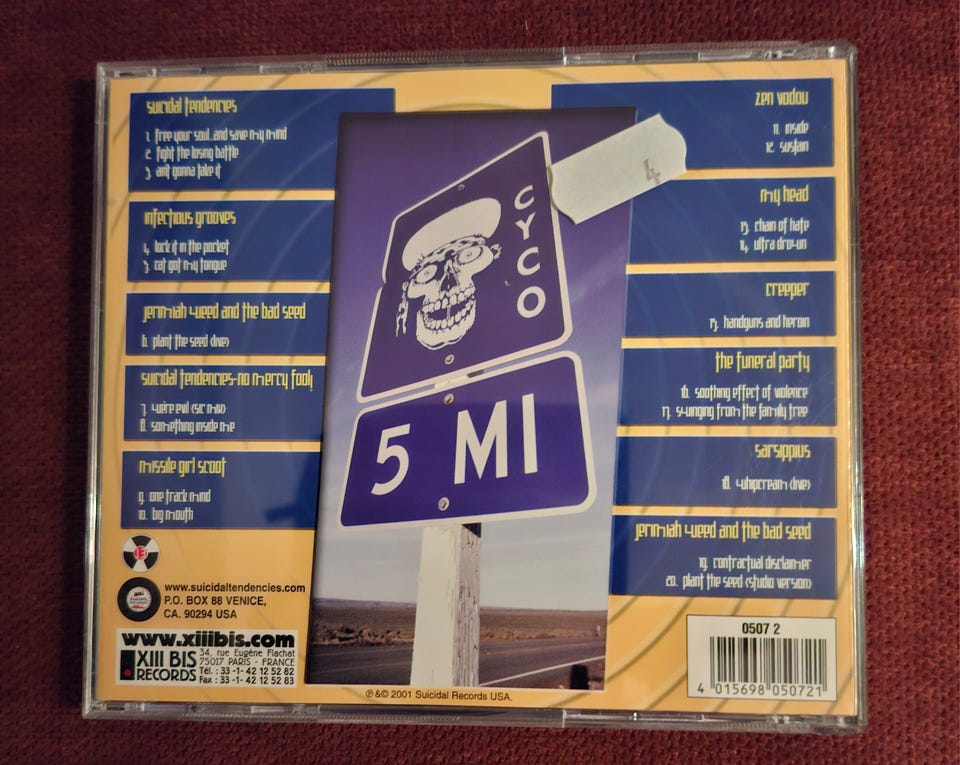 suicidal tendencies
1. free your soul...and save my mind
2. fight the losing battle
3. aint gonna take it
infectious grooves
4. lock it in the pocket
5. cat got my tongue
jerimiah weed and the bad seed
6. plant the seed (live)
suicidal tendencies-no mercy fool!
7. we're evil (sic mix)
8. something inside me
missile girl scoot
9. one track mind
10. big mouth
13
www.suicidaltendencies.com
P.O. BOX 88 VENICE,
CA. 90294 USA
www.xiiibis.com
XIII BIS
RECORDS
34, rue Eugène Flachat
75017 PARIS - FRANCE
Tél. : 33 -1- 42 12 52 82
Fax : 33 -1- 42 12 52 83
CYCO
5 MI
4
℗&© 2001 Suicidal Records USA.
zen vodou
11. inside
12. sustain
my head
13. chain of hate
14. ultra drown
creeper
15. handguns and heroin
the funeral party
16. soothing effect of violence
17. swinging from the family tree
sarsippius
18. whipcream (live)
jerimiah weed and the bad seed
19. contractual disclaimer
20. plant the seed (studio version)
0507 2
4 015698 050721